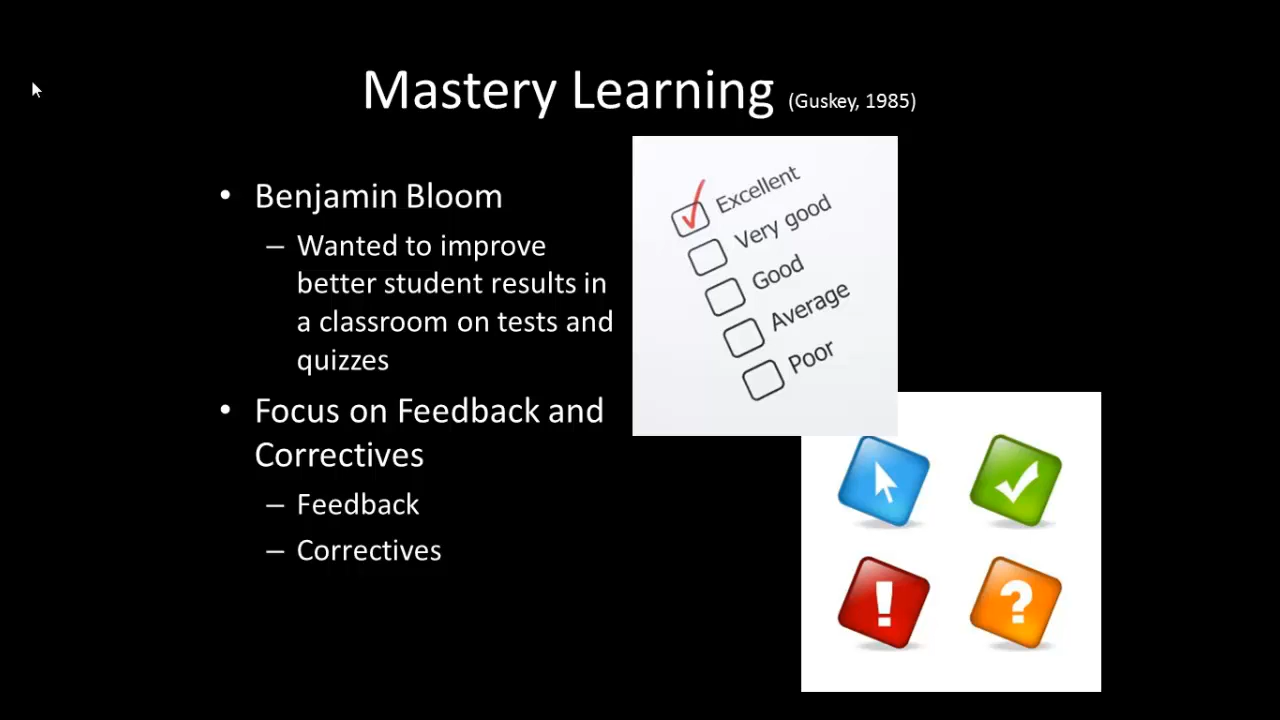 Mastery Learning (Guskey, 1985)
• Benjamin Bloom
– Wanted to improve
better student results in
a classroom on tests and
quizzes
• Focus on Feedback and
Correctives
– Feedback
– Correctives
Excellent
Very good
Good
Average
Poor
!
?